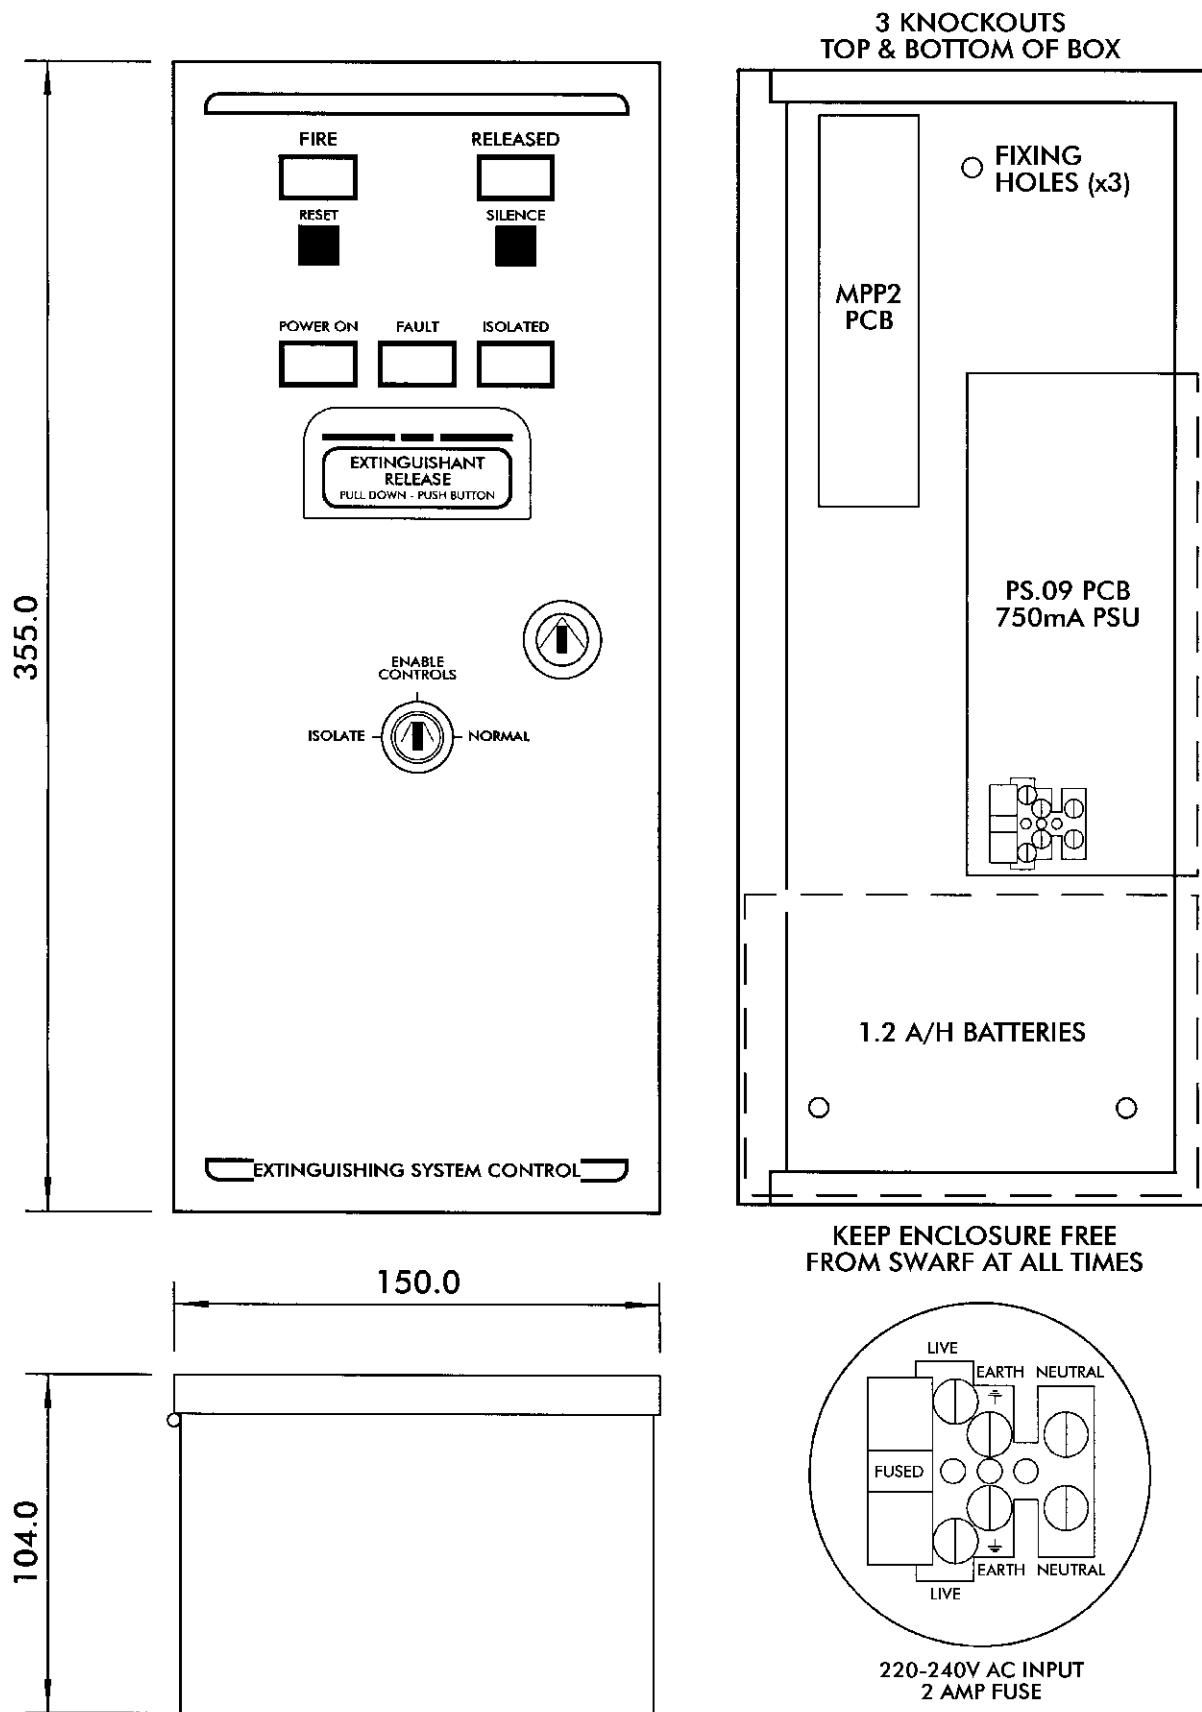 3 KNOCKOUTS
TOP & BOTTOM OF BOX
FIRE
RELEASED
RESET
SILENCE
POWER ON
FAULT
ISOLATED
EXTINGUISHANT
RELEASE
PULL DOWN - PUSH BUTTON
ENABLE
CONTROLS
ISOLATE
NORMAL
EXTINGUISHING SYSTEM CONTROL
355.0
FIXING
HOLES (x3)
MPP2
PCB
PS.09 PCB
750mA PSU
1.2 A/H BATTERIES
KEEP ENCLOSURE FREE
FROM SWARF AT ALL TIMES
150.0
104.0
LIVE
EARTH
NEUTRAL
FUSED
EARTH
NEUTRAL
LIVE
220-240V AC INPUT
2 AMP FUSE